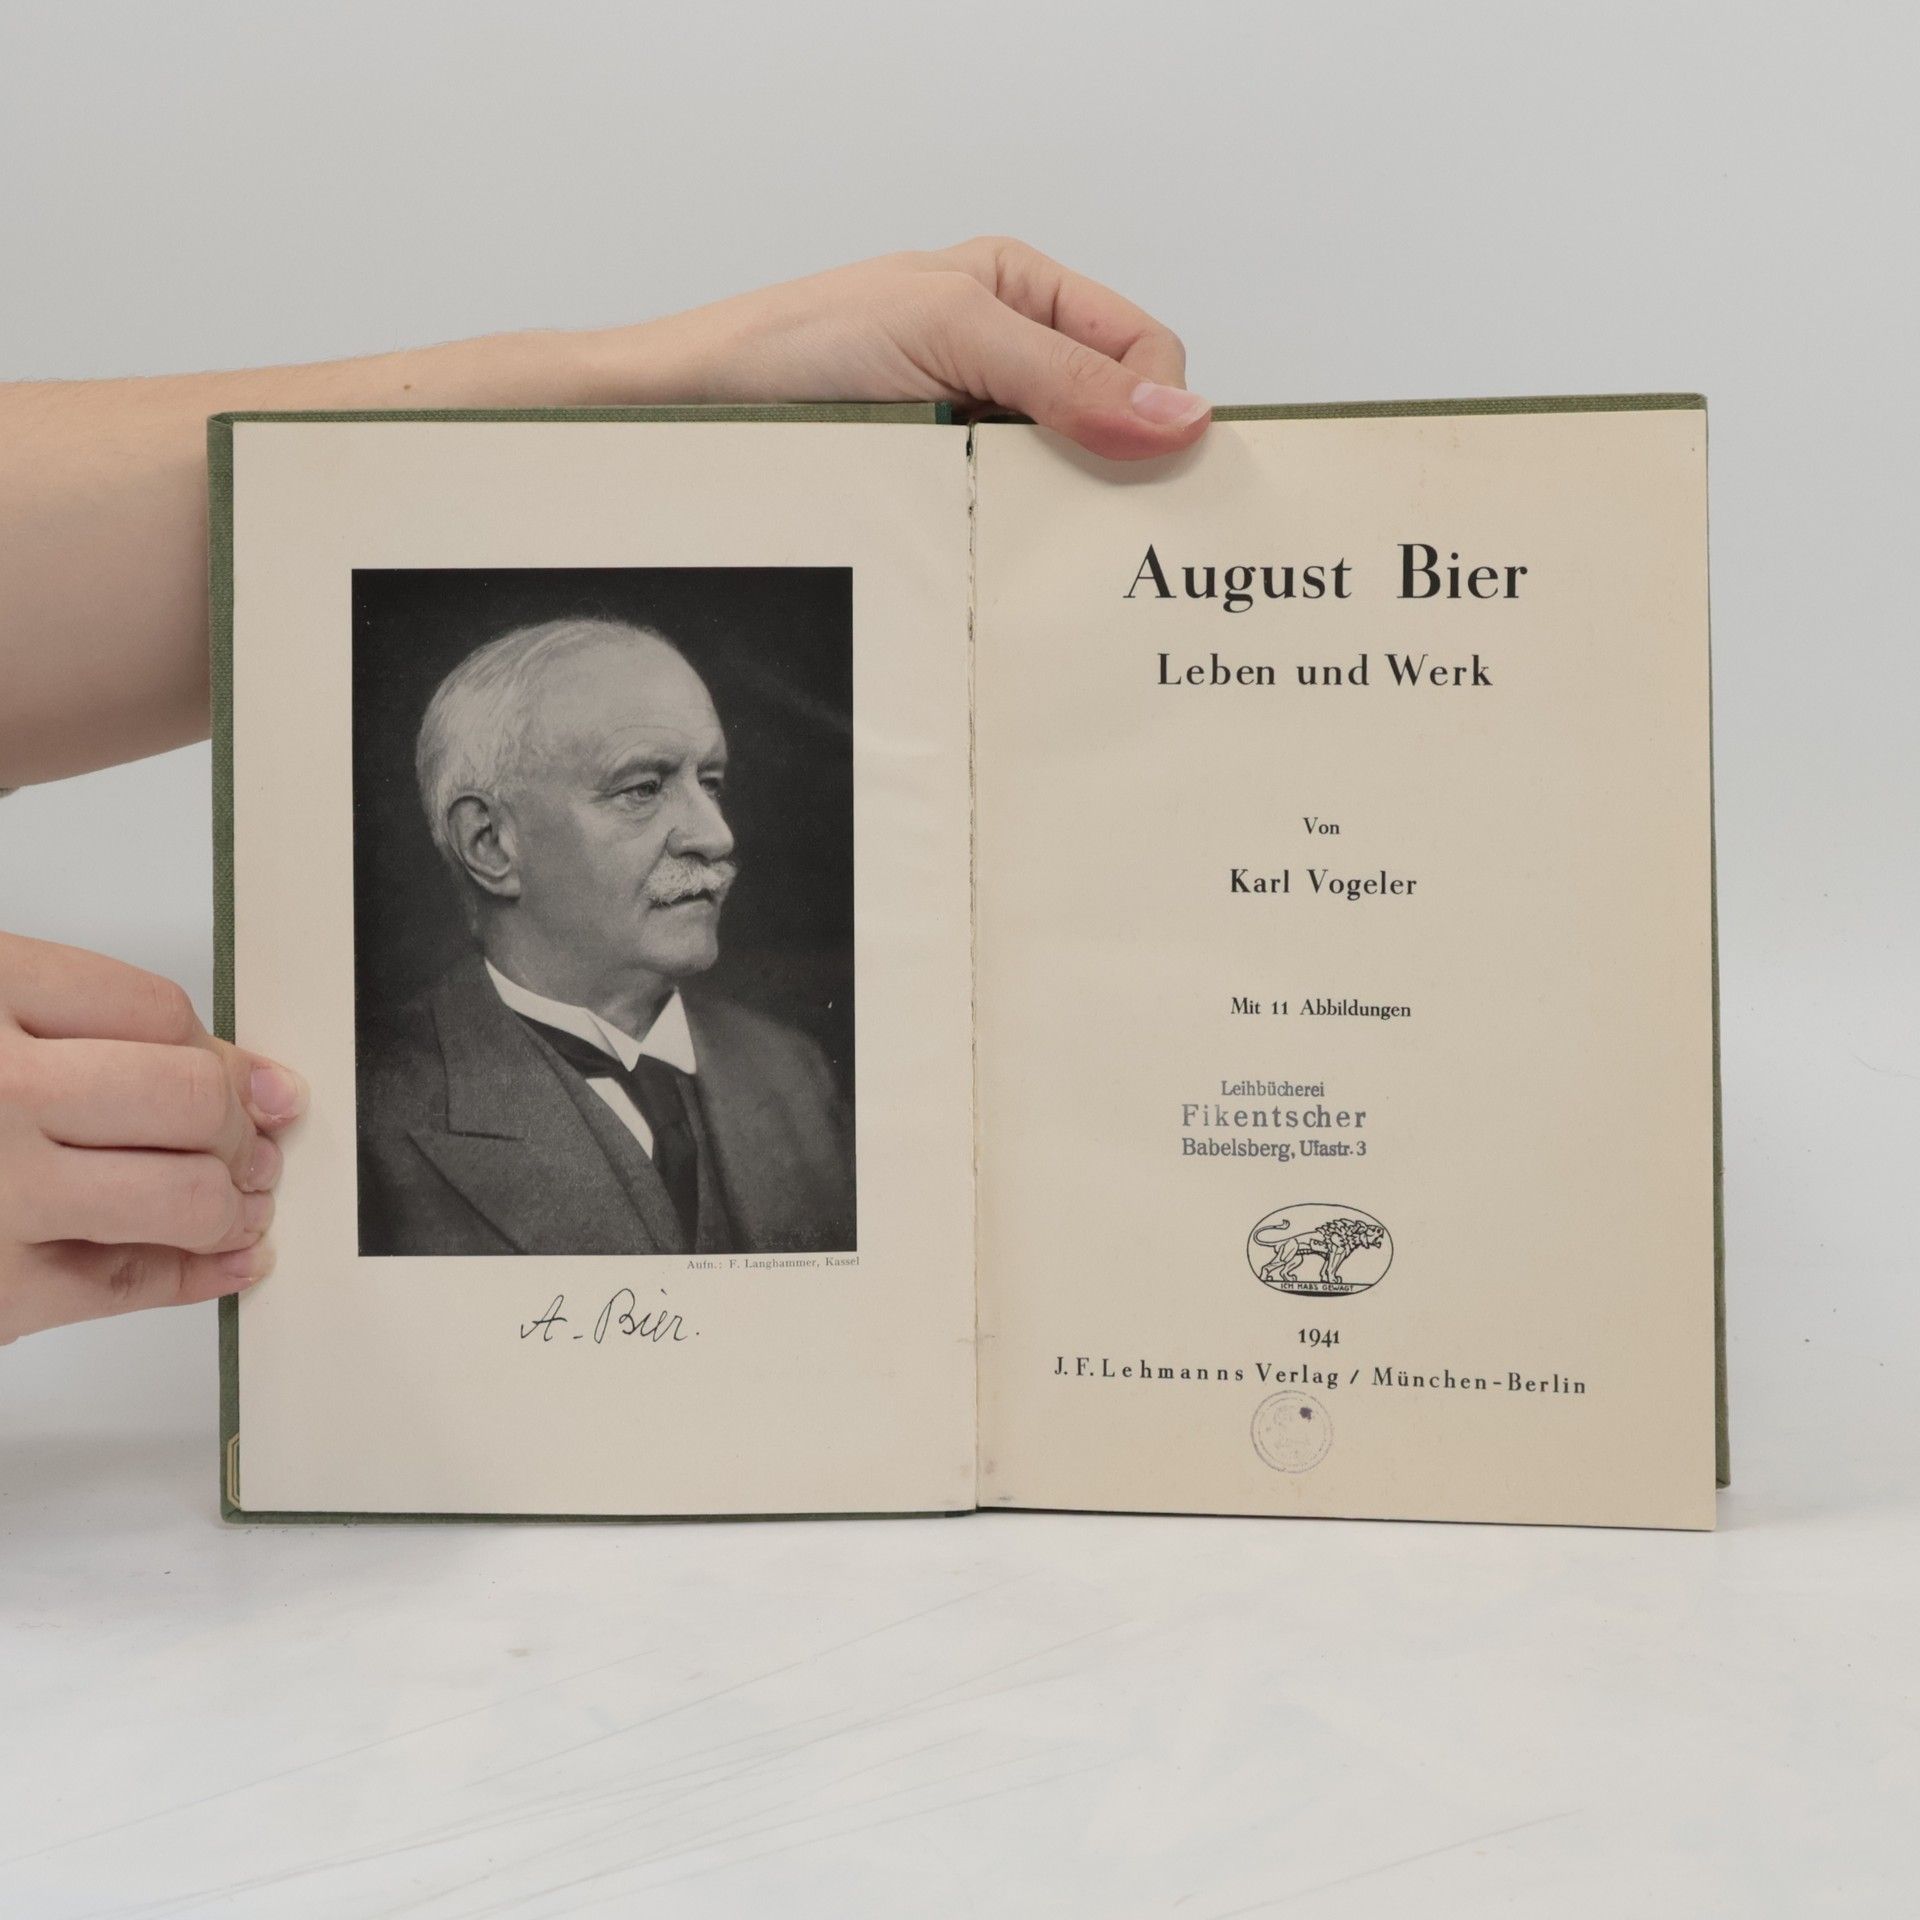 Aufn.: F. Langhammer, Kassel
A. Bier.
August Bier
Leben und Werk
Von
Karl Vogeler
Mit 11 Abbildungen
Leihbücherei
Fikentscher
Babelsberg, Ufastr. 3
ICH HAB'S GEWAGT
1941
J. F. Lehmanns Verlag / München-Berlin